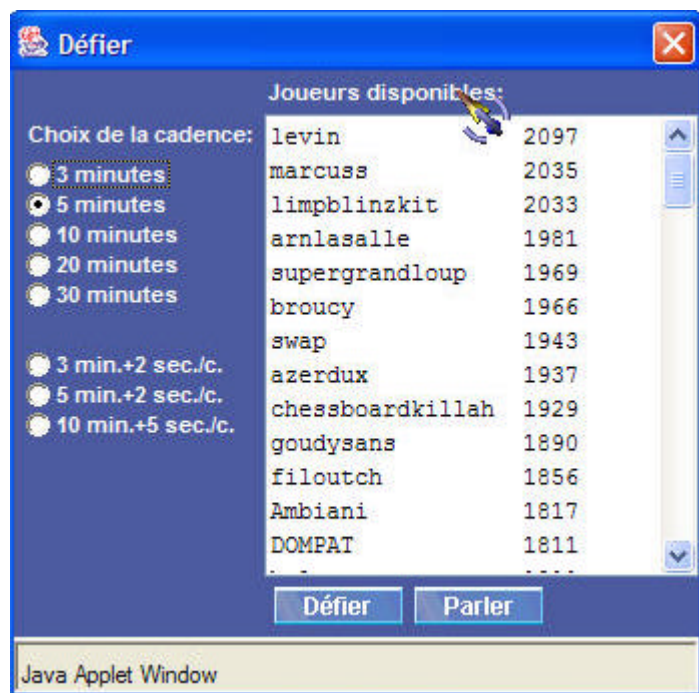 Défier
Joueurs disponibles:
Choix de la cadence:
3 minutes
5 minutes
10 minutes
20 minutes
30 minutes
3 min.+2 sec./c.
5 min.+2 sec./c.
10 min.+5 sec./c.
levin 2097
marcuss 2035
limpblinzkit 2033
arnlasalle 1981
supergrandloup 1969
broucy 1966
swap 1943
azerdux 1937
chessboardkillah 1929
goudysans 1890
filoutch 1856
Ambiani 1817
DOMPAT 1811
Défier Parler
Java Applet Window